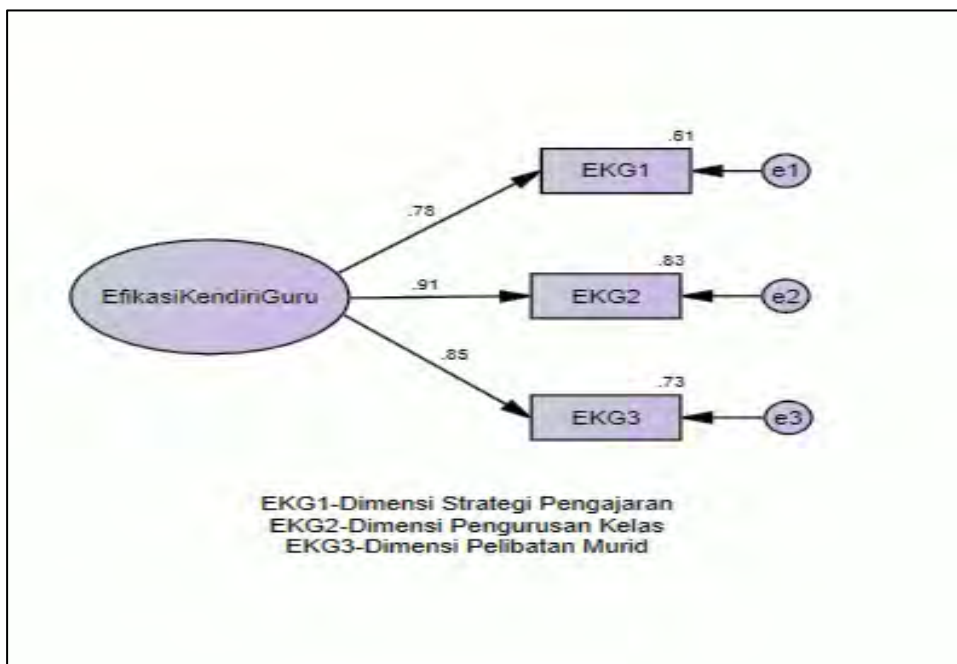 .61
EKG1
e1
.78
.83
EfikasiKendiriGuru
.91
EKG2
e2
.85
.73
EKG3
e3
EKG1-Dimensi Strategi Pengajaran
EKG2-Dimensi Pengurusan Kelas
EKG3-Dimensi Pelibatan Murid